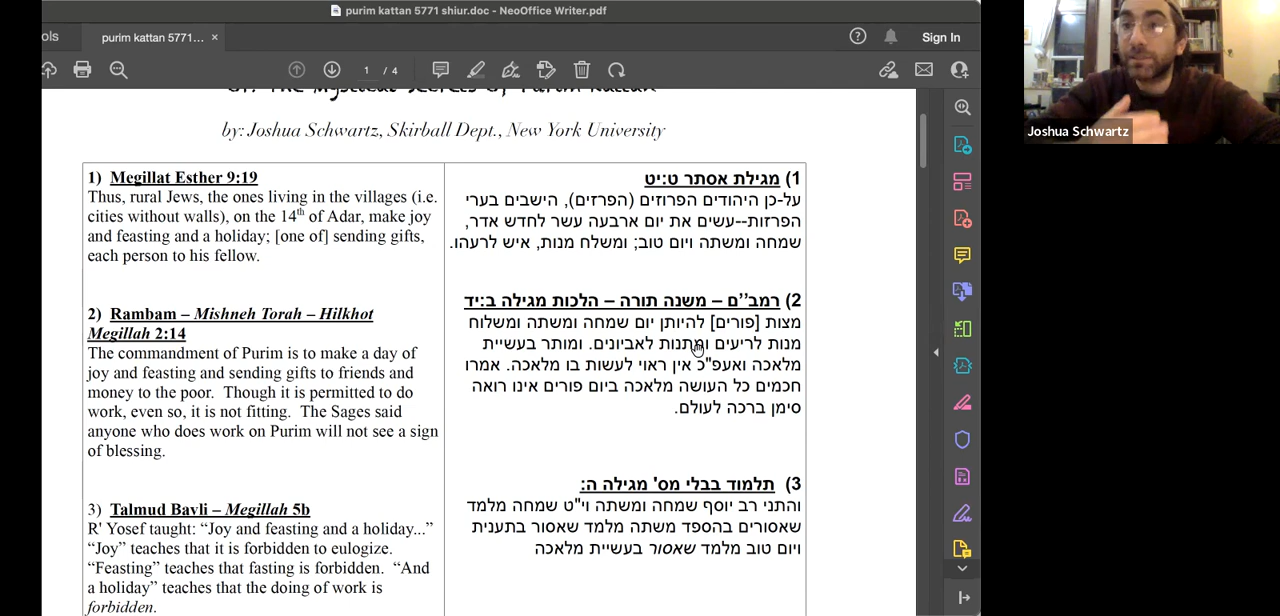 purim kattan 5771 shiur.doc - NeoOffice Writer.pdf
ols
purim kattan 5771... ×
Sign In
1 / 4
Or: The Mystical Secrets of Purim Kattan
by: Joshua Schwartz, Skirball Dept., New York University
1) Megillat Esther 9:19
Thus, rural Jews, the ones living in the villages (i.e.
cities without walls), on the 14th of Adar, make joy
and feasting and a holiday; [one of] sending gifts,
each person to his fellow.
2) Rambam – Mishneh Torah – Hilkhot
Megillah 2:14
The commandment of Purim is to make a day of
joy and feasting and sending gifts to friends and
money to the poor. Though it is permitted to do
work, even so, it is not fitting. The Sages said
anyone who does work on Purim will not see a sign
of blessing.
3) Talmud Bavli – Megillah 5b
R' Yosef taught: “Joy and feasting and a holiday...”
“Joy” teaches that it is forbidden to eulogize.
“Feasting” teaches that fasting is forbidden. “And
a holiday” teaches that the doing of work is
forbidden.
1) מגילת אסתר ט:יט
על-כן היהודים הפרוזים (הפרזים), הישבים בערי
הפרזות--עשים את יום ארבעה עשר לחדש אדר,
שמחה ומשתה ויום טוב; ומשלח מנות, איש לרעהו.
2) רמב''ם – משנה תורה – הלכות מגילה ב:יד
מצות [פורים] להיותן יום שמחה ומשתה ומשלוח
מנות לריעים ומתנות לאביונים. ומותר בעשיית
מלאכה ואעפ"כ אין ראוי לעשות בו מלאכה. אמרו
חכמים כל העושה מלאכה ביום פורים אינו רואה
סימן ברכה לעולם.
3) תלמוד בבלי מס' מגילה ה:
והתני רב יוסף שמחה ומשתה וי"ט שמחה מלמד
שאסורים בהספד משתה מלמד שאסור בתענית
ויום טוב מלמד שאסור בעשיית מלאכה
Joshua Schwartz